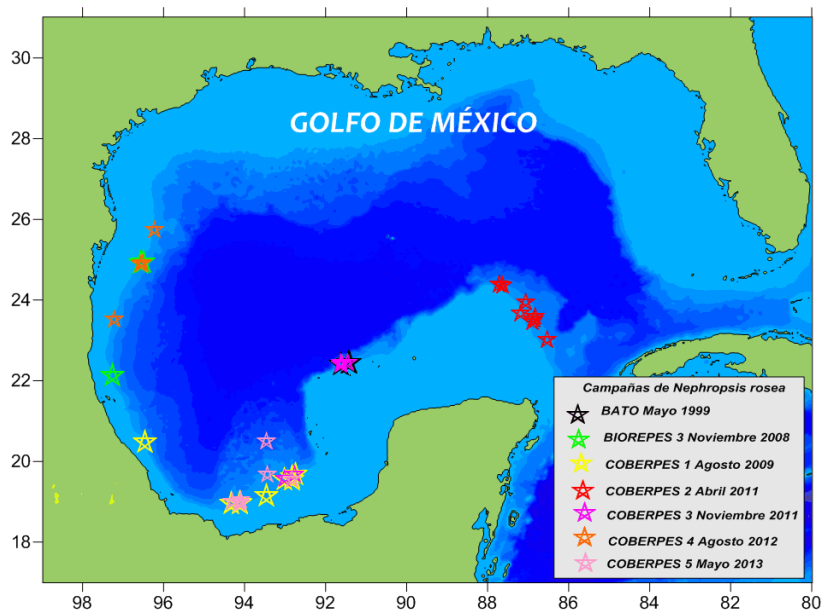 GOLFO DE MÉXICO
30
28
26
24
22
20
18
98
96
94
92
90
88
86
84
82
80
Campañas de Nephropsis rosea
BATO Mayo 1999
BIOREPES 3 Noviembre 2008
COBERPES 1 Agosto 2009
COBERPES 2 Abril 2011
COBERPES 3 Noviembre 2011
COBERPES 4 Agosto 2012
COBERPES 5 Mayo 2013